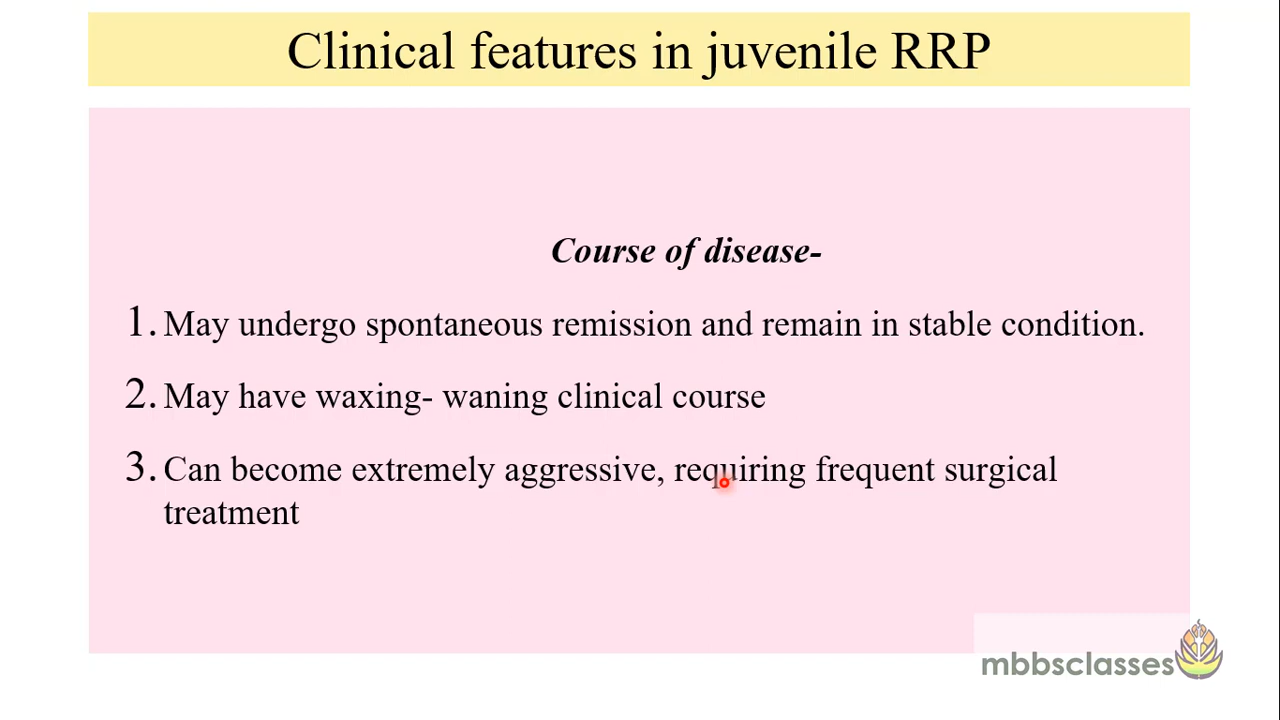 Clinical features in juvenile RRP
Course of disease-
1. May undergo spontaneous remission and remain in stable condition.
2. May have waxing- waning clinical course
3. Can become extremely aggressive, requiring frequent surgical
treatment
mbbsclasses